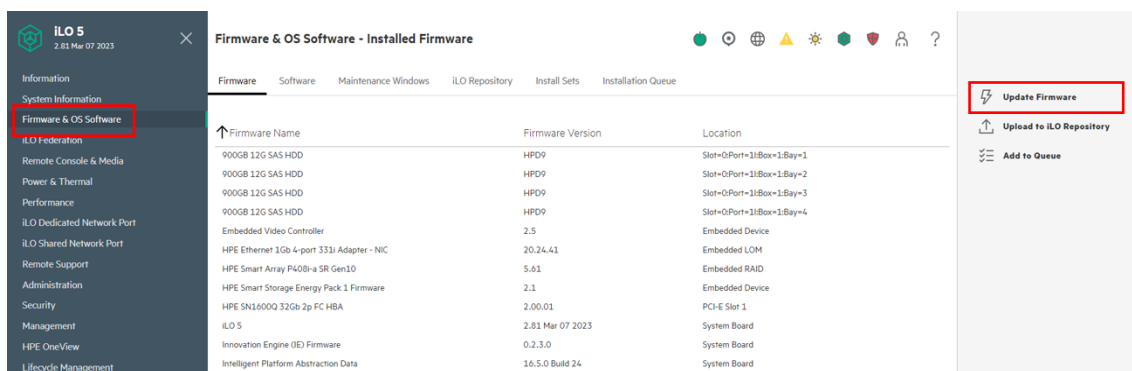 iLO 5
2.81 Mar 07 2023
Information
System Information
Firmware & OS Software
iLO Federation
Remote Console & Media
Power & Thermal
Performance
iLO Dedicated Network Port
iLO Shared Network Port
Remote Support
Administration
Security
Management
HPE OneView
Lifecycle Management
Firmware & OS Software - Installed Firmware
Firmware Software Maintenance Windows iLO Repository Install Sets Installation Queue
Firmware Name Firmware Version Location
900GB 12G SAS HDD HPD9 Slot=0:Port=1I:Box=1:Bay=1
900GB 12G SAS HDD HPD9 Slot=0:Port=1I:Box=1:Bay=2
900GB 12G SAS HDD HPD9 Slot=0:Port=1I:Box=1:Bay=3
900GB 12G SAS HDD HPD9 Slot=0:Port=1I:Box=1:Bay=4
Embedded Video Controller 2.5 Embedded Device
HPE Ethernet 1Gb 4-port 331i Adapter - NIC 20.24.41 Embedded LOM
HPE Smart Array P408i-a SR Gen10 5.61 Embedded RAID
HPE Smart Storage Energy Pack 1 Firmware 2.1 Embedded Device
HPE SN1600Q 32Gb 2p FC HBA 2.00.01 PCI-E Slot 1
iLO 5 2.81 Mar 07 2023 System Board
Innovation Engine (IE) Firmware 0.2.3.0 System Board
Intelligent Platform Abstraction Data 16.5.0 Build 24 System Board
Update Firmware
Upload to iLO Repository
Add to Queue